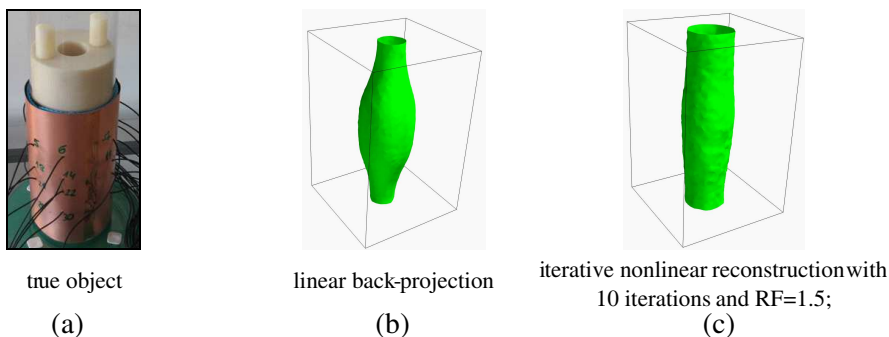 true object
linear back-projection
iterative nonlinear reconstruction with
10 iterations and RF=1.5;
(a)
(b)
(c)